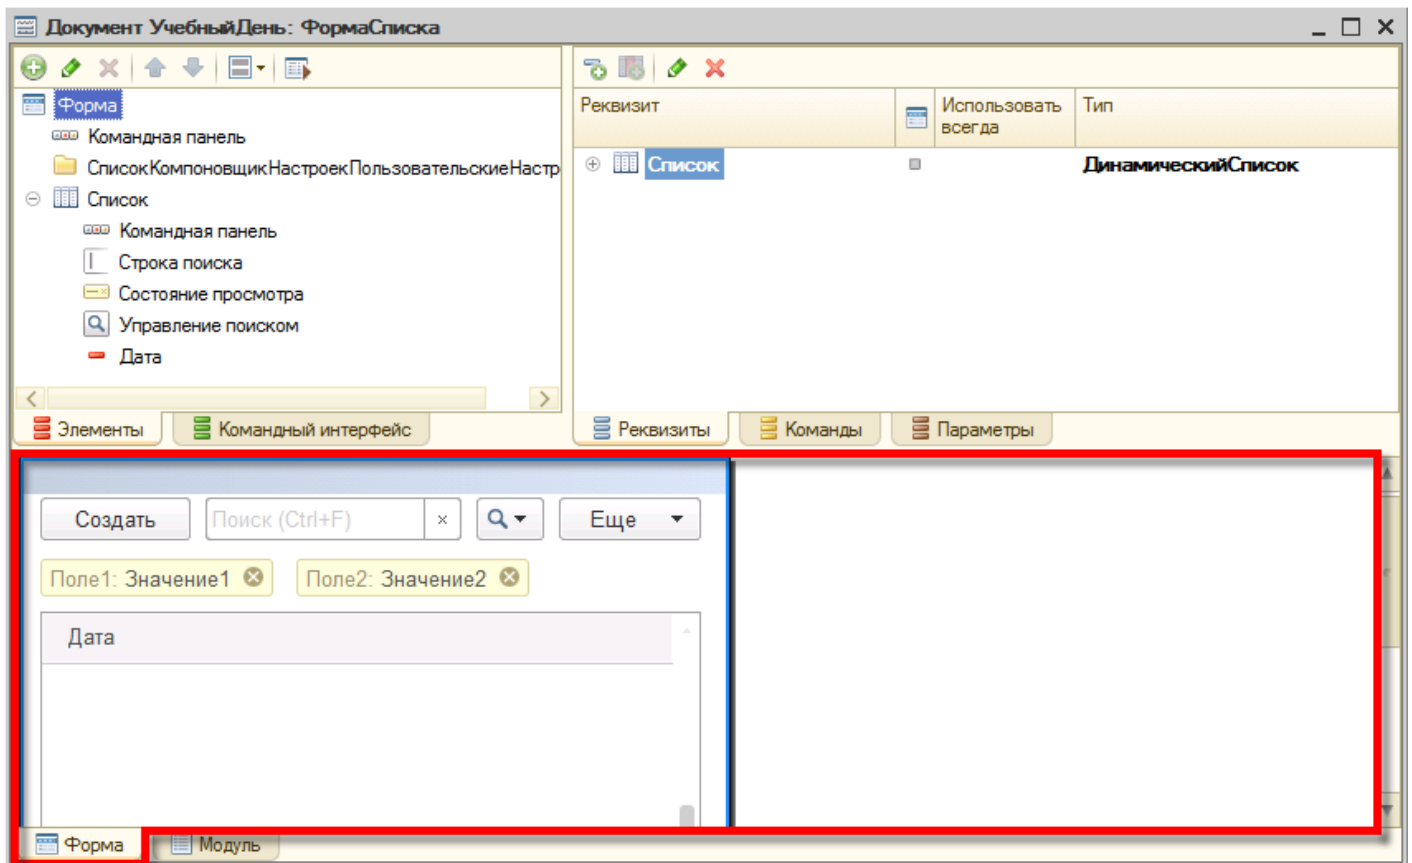 Документ УчебныйДень: ФормаСписка
Форма
Командная панель
СписокКомпоновщикНастроекПользовательскиеНастр
Список
Командная панель
Строка поиска
Состояние просмотра
Управление поиском
Дата
Элементы
Командный интерфейс
Реквизит
Использовать всегда
Тип
Список
ДинамическийСписок
Реквизиты
Команды
Параметры
Создать
Поиск (Ctrl+F)
Еще
Поле1: Значение1
Поле2: Значение2
Дата
Форма
Модуль